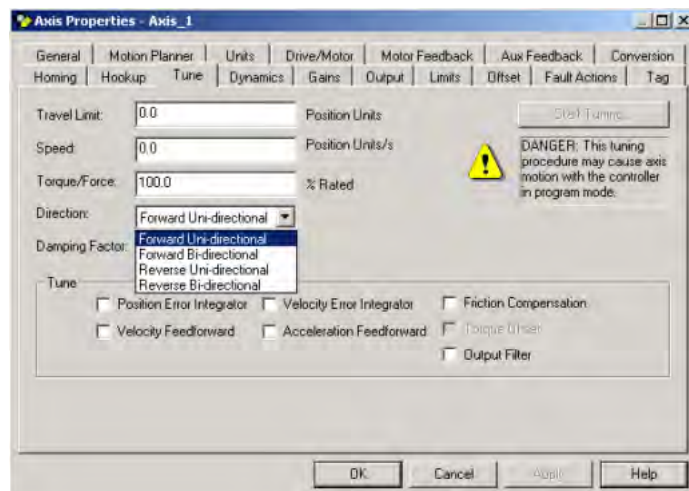 Axis Properties - Axis_1
General Motion Planner Units Drive/Motor Motor Feedback Aux Feedback Conversion
Homing Hookup Tune Dynamics Gains Output Limits Offset Fault Actions Tag
Travel Limit: 0.0 Position Units Start Tuning...
Speed: 0.0 Position Units/s
DANGER: This tuning
procedure may cause axis
motion with the controller
in program mode.
Torque/Force: 100.0 % Rated
Direction: Forward Uni-directional
Forward Uni-directional
Forward Bi-directional
Reverse Uni-directional
Reverse Bi-directional
Damping Factor:
Tune
Position Error Integrator Velocity Error Integrator Friction Compensation
Velocity Feedforward Acceleration Feedforward Torque Offset
Output Filter
OK Cancel Apply Help